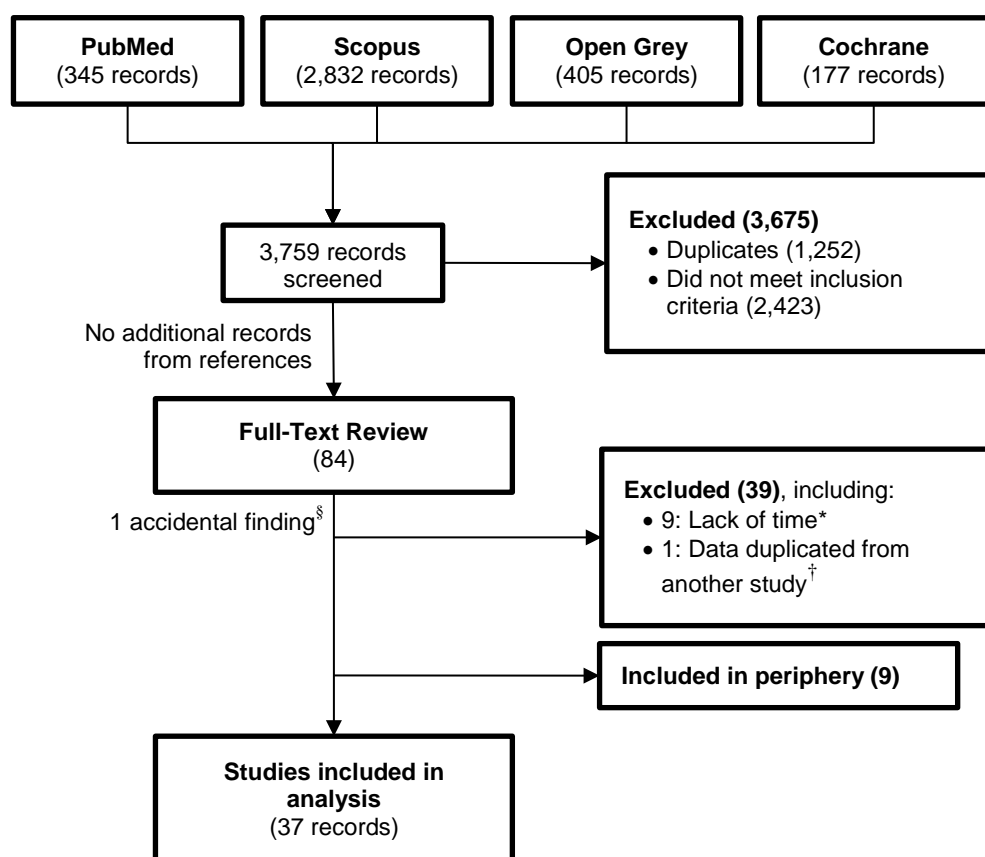 PubMed
(345 records)
Scopus
(2,832 records)
Open Grey
(405 records)
Cochrane
(177 records)
3,759 records
screened
Excluded (3,675)
• Duplicates (1,252)
• Did not meet inclusion
criteria (2,423)
No additional records
from references
Full-Text Review
(84)
1 accidental finding§
Excluded (39), including:
• 9: Lack of time*
• 1: Data duplicated from
another study†
Included in periphery (9)
Studies included in
analysis
(37 records)